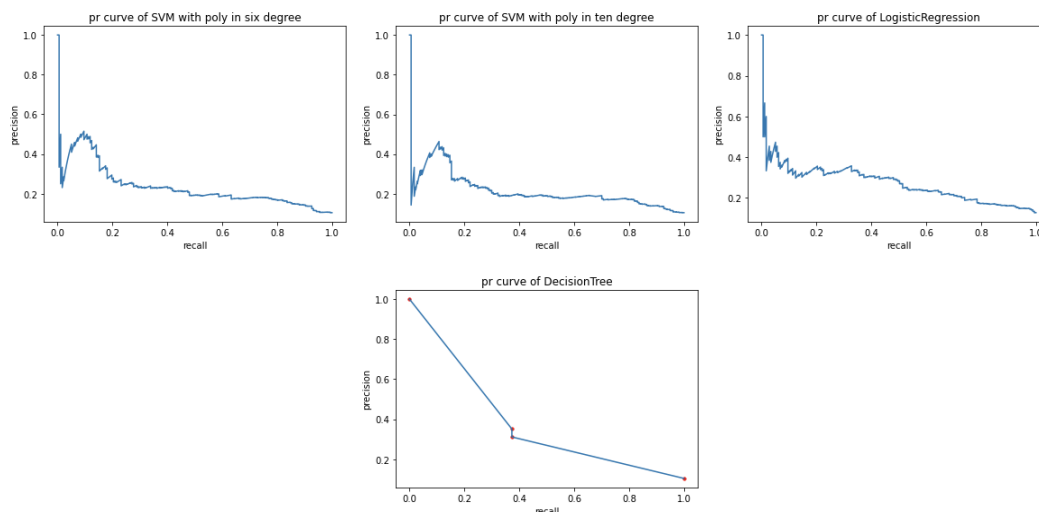 pr curve of SVM with poly in six degree
1.0
0.8
0.6
0.4
0.2
precision
0.0 0.2 0.4 0.6 0.8 1.0
recall
pr curve of SVM with poly in ten degree
1.0
0.8
0.6
0.4
0.2
precision
0.0 0.2 0.4 0.6 0.8 1.0
recall
pr curve of LogisticRegression
1.0
0.8
0.6
0.4
0.2
precision
0.0 0.2 0.4 0.6 0.8 1.0
recall
pr curve of DecisionTree
1.0
0.8
0.6
0.4
0.2
precision
0.0 0.2 0.4 0.6 0.8 1.0
recall